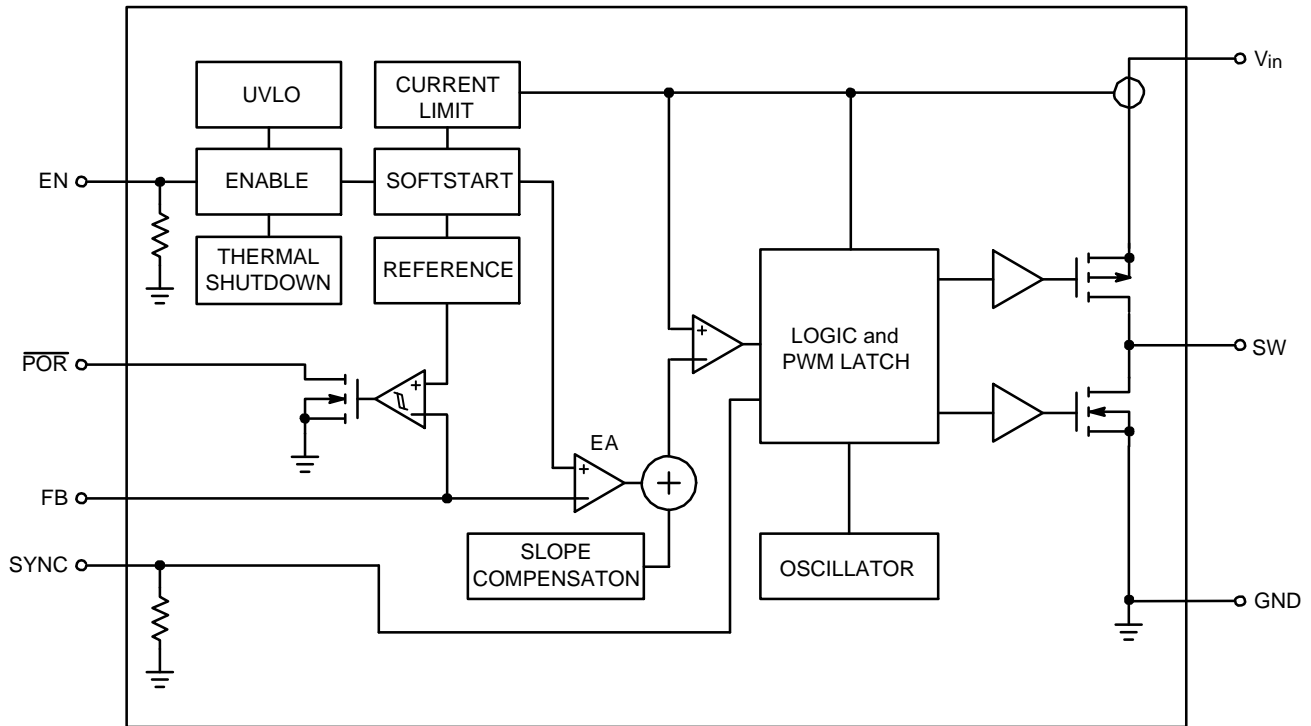 Vin
UVLO
CURRENT
LIMIT
EN
ENABLE
SOFTSTART
THERMAL
SHUTDOWN
REFERENCE
LOGIC and
PWM LATCH
SW
POR
+
EA
+
+
+
FB
SYNC
SLOPE
COMPENSATON
OSCILLATOR
GND